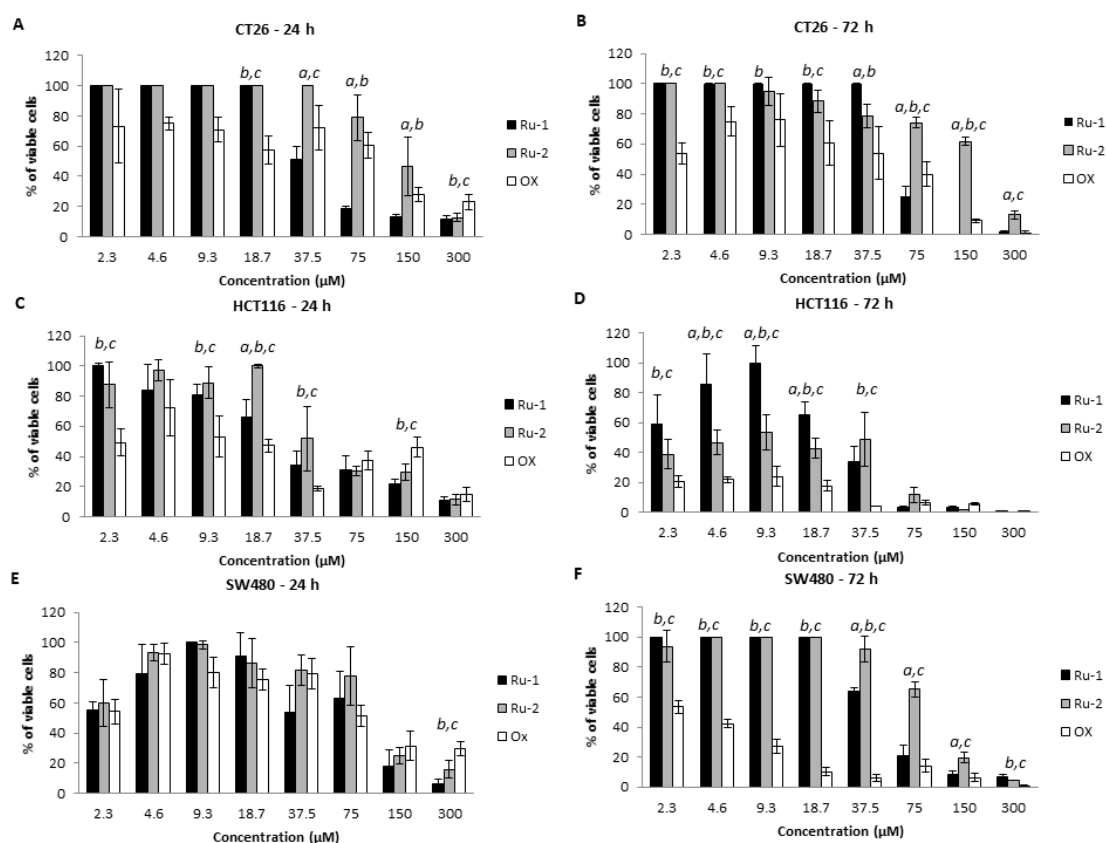 A
CT26 - 24 h
% of viable cells
120
100
80
60
40
20
0
b,c
a,c
a,b
a,b
b,c
2.3 4.6 9.3 18.7 37.5 75 150 300
Concentration (µM)
Ru-1
Ru-2
OX
B
CT26 - 72 h
% of viable cells
120
100
80
60
40
20
0
b,c
b,c
b,c
b,c
a,b
a,b,c
a,b,c
a,c
2.3 4.6 9.3 18.7 37.5 75 150 300
Concentration (µM)
Ru-1
Ru-2
OX
C
HCT116 - 24 h
% of viable cells
120
100
80
60
40
20
0
b,c
b,c
a,b,c
b,c
b,c
2.3 4.6 9.3 18.7 37.5 75 150 300
Concentration (µM)
Ru-1
Ru-2
OX
D
HCT116 - 72 h
% of viable cells
120
100
80
60
40
20
0
b,c
a,b,c
a,b,c
a,b,c
b,c
2.3 4.6 9.3 18.7 37.5 75 150 300
Concentration (µM)
Ru-1
Ru-2
OX
E
SW480 - 24 h
% of viable cells
120
100
80
60
40
20
0
b,c
2.3 4.6 9.3 18.7 37.5 75 150 300
Concentration (µM)
Ru-1
Ru-2
Ox
F
SW480 - 72 h
% of viable cells
120
100
80
60
40
20
0
b,c
b,c
b,c
b,c
a,b,c
a,c
a,c
b,c
2.3 4.6 9.3 18.7 37.5 75 150 300
Concentration (µM)
Ru-1
Ru-2
OX